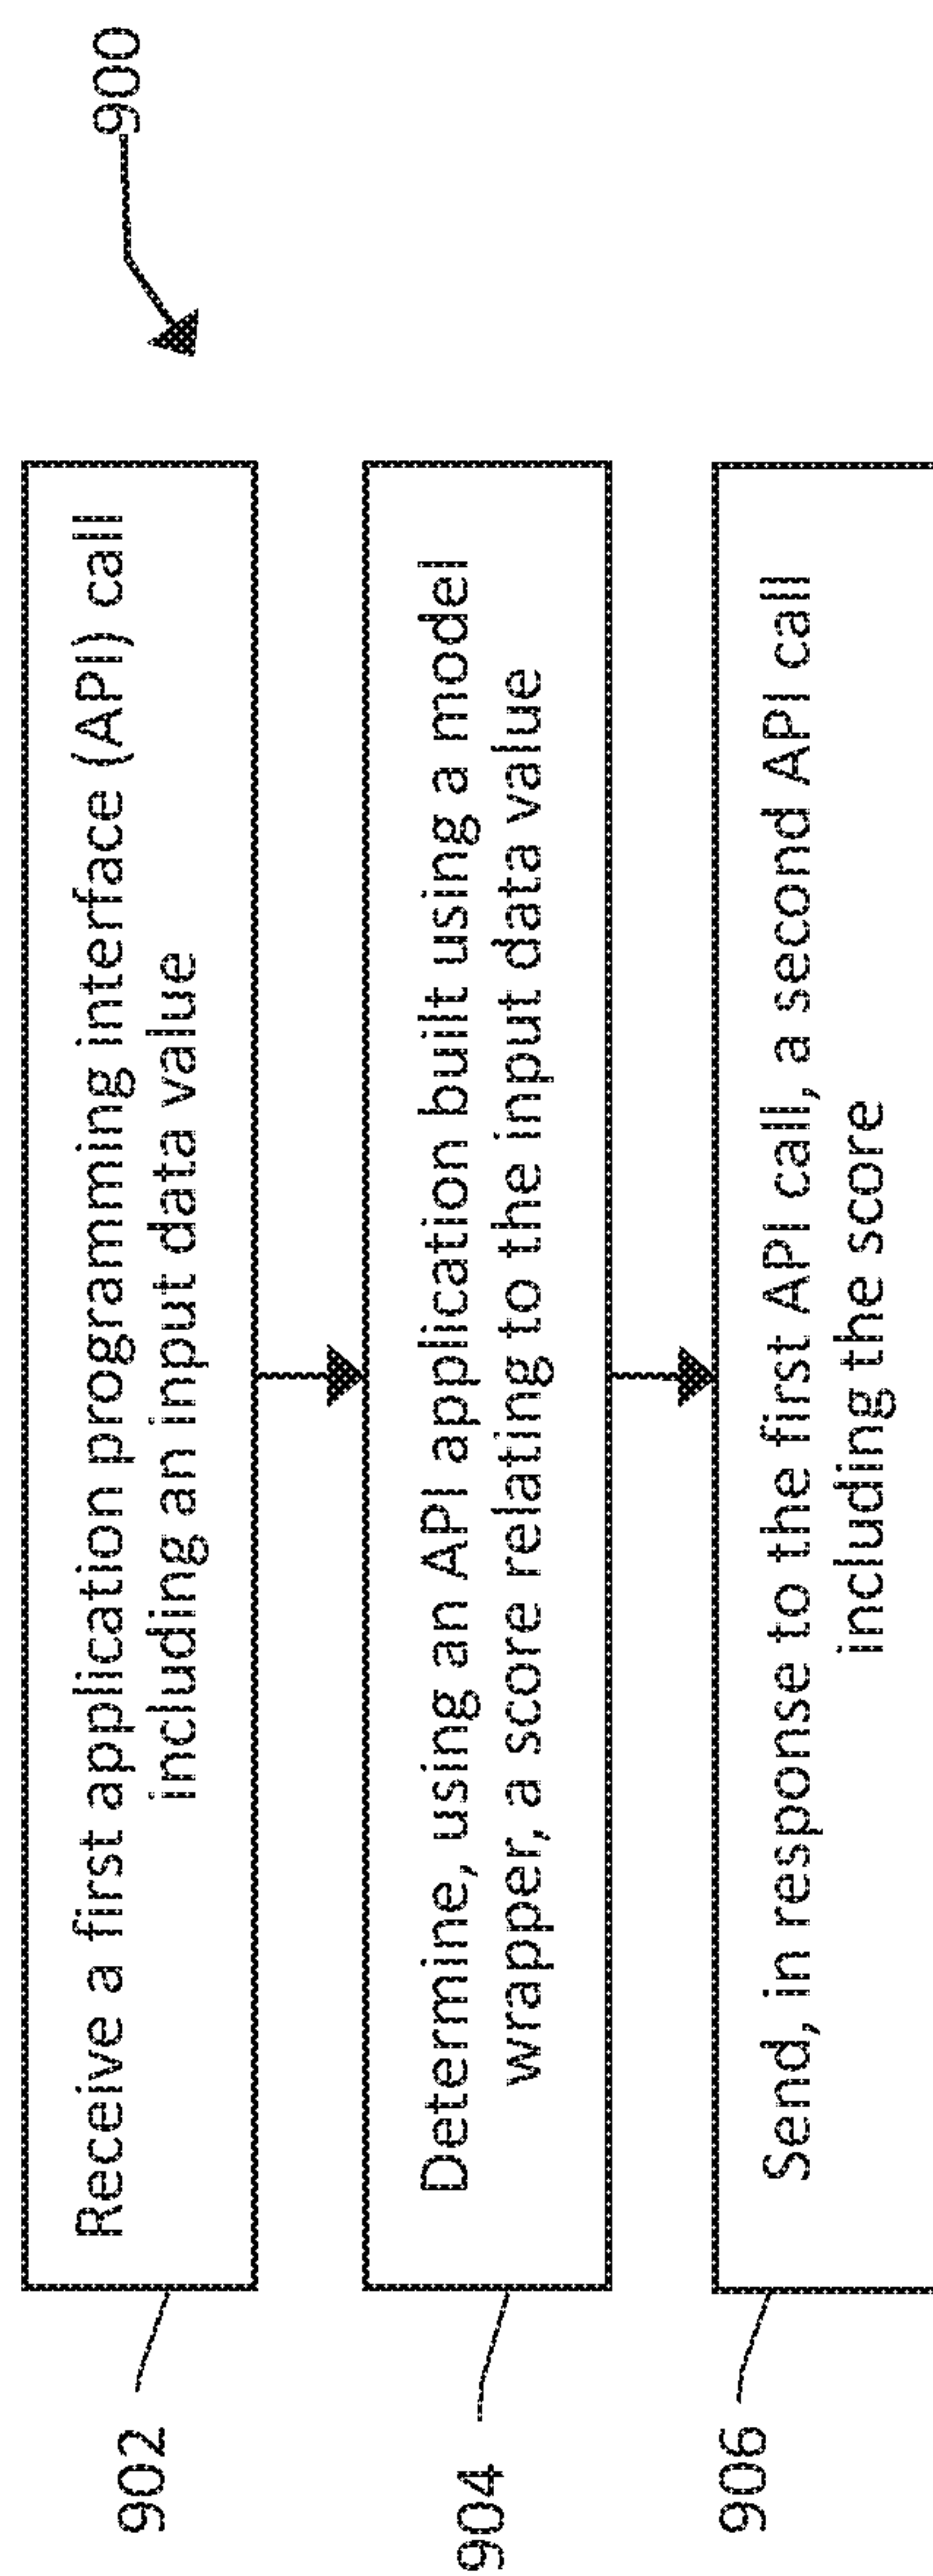 900
902
Receive a first application programming interface (API) call
including an input data value
904
Determine, using an API application built using a model
wrapper, a score relating to the input data value
906
Send, in response to the first API call, a second API call
including the score